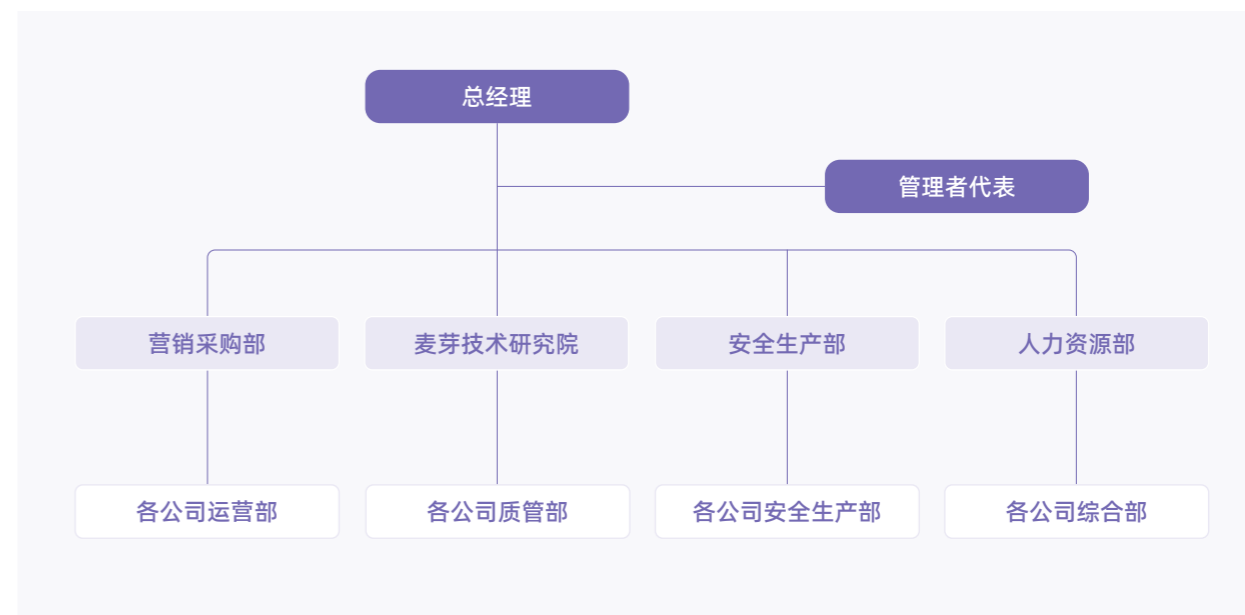 总经理
管理者代表
营销采购部
麦芽技术研究院
安全生产部
人力资源部
各公司运营部
各公司质管部
各公司安全生产部
各公司综合部